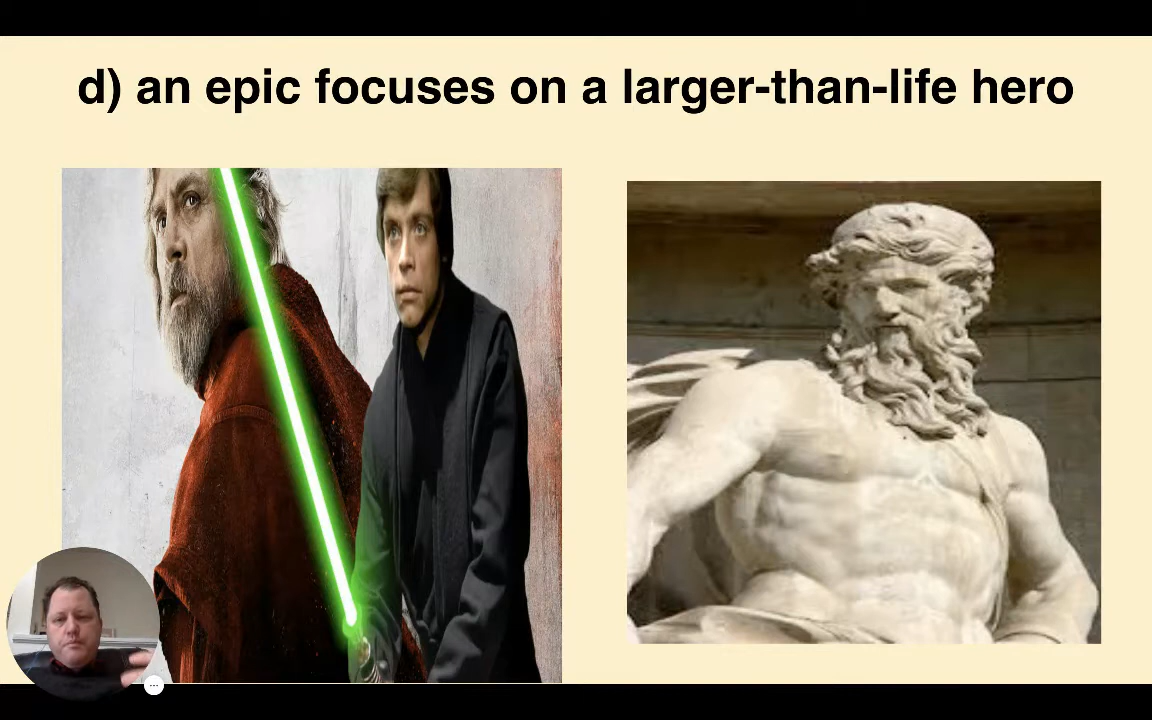 d) an epic focuses on a larger-than-life hero